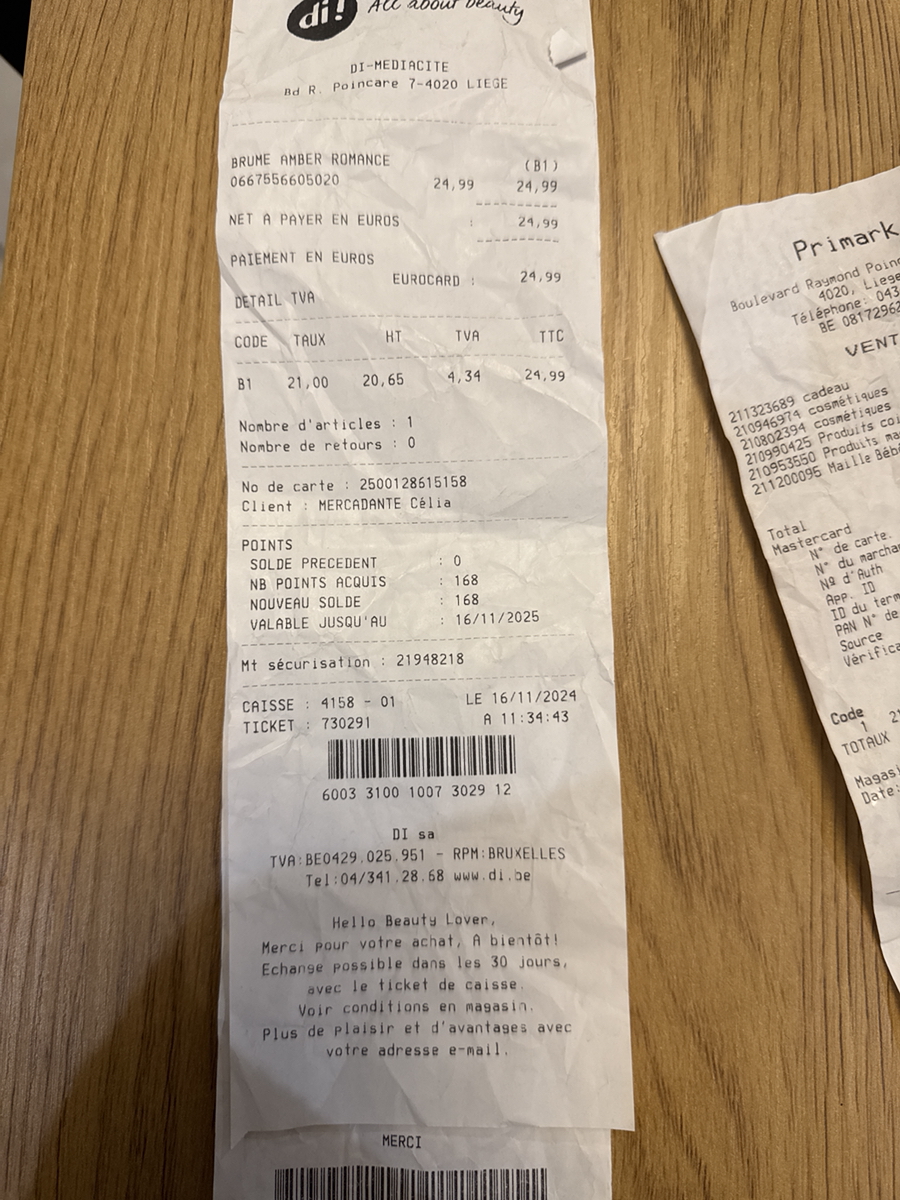 di! All about beauty
DI-MEDIACITE
Bd R. Poincare 7-4020 LIEGE
BRUME AMBER ROMANCE (B1)
0667556605020 24,99 24,99
NET A PAYER EN EUROS : 24,99
PAIEMENT EN EUROS
EUROCARD : 24,99
DETAIL TVA
CODE TAUX HT TVA TTC
B1 21,00 20,65 4,34 24,99
Nombre d'articles : 1
Nombre de retours : 0
No de carte : 2500128615158
Client : MERCADANTE Célia
POINTS
SOLDE PRECEDENT : 0
NB POINTS ACQUIS : 168
NOUVEAU SOLDE : 168
VALABLE JUSQU'AU : 16/11/2025
Mt sécurisation : 21948218
CAISSE : 4158 - 01 LE 16/11/2024
TICKET : 730291 A 11:34:43
6003 3100 1007 3029 12
DI sa
TVA:BE0429.025.951 - RPM:BRUXELLES
Tel:04/341.28.68 www.di.be
Hello Beauty Lover,
Merci pour votre achat, A bientôt!
Echange possible dans les 30 jours,
avec le ticket de caisse.
Voir conditions en magasin.
Plus de plaisir et d'avantages avec
votre adresse e-mail.
MERCI
Primark
Boulevard Raymond
4020, Liege
Téléphone: 043
BE 08172962
VENT
211323689 cadeau
210946974 cosmétiques
210802394 cosmétiques
210990425 Produits
210953550 Produits
211200095 Maille Bébé
Total
Mastercard
N° de carte.
N° du
Nº d'Auth
App. ID
ID du
PAN N° de
Source
Code
1
TOTAUX
Date: